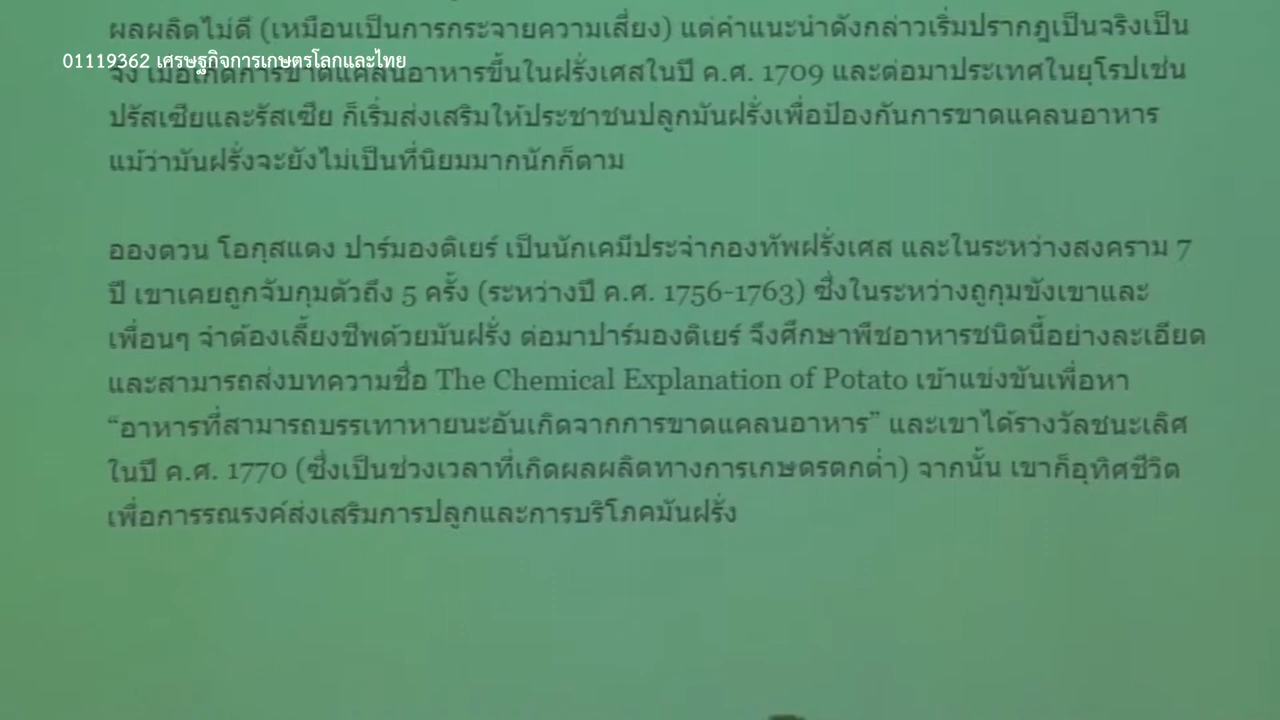 ผลผลิตไม่ดี (เหมือนเป็นการกระจายความเสี่ยง) แต่คำแนะนำดังกล่าวเริ่มปรากฏเป็นจริงเป็น
01119362 เศรษฐกิจการเกษตรโลกและไทย
จัง เมื่อเกิดการขาดแคลนอาหารขึ้นในฝรั่งเศสในปี ค.ศ. 1709 และต่อมาประเทศในยุโรปเช่น
ปรัสเซียและรัสเซีย ก็เริ่มส่งเสริมให้ประชาชนปลูกมันฝรั่งเพื่อป้องกันการขาดแคลนอาหาร
แม้ว่ามันฝรั่งจะยังไม่เป็นที่นิยมมากนักก็ตาม
อองตวน โอกุสแตง ปาร์มองติเยร์ เป็นนักเคมีประจำกองทัพฝรั่งเศส และในระหว่างสงคราม 7
ปี เขาเคยถูกจับกุมตัวถึง 5 ครั้ง (ระหว่างปี ค.ศ. 1756-1763) ซึ่งในระหว่างถูกุมขังเขาและ
เพื่อนๆ จำต้องเลี้ยงชีพด้วยมันฝรั่ง ต่อมาปาร์มองติเยร์ จึงศึกษาพืชอาหารชนิดนี้อย่างละเอียด
และสามารถส่งบทความชื่อ The Chemical Explanation of Potato เข้าแข่งขันเพื่อหา
“อาหารที่สามารถบรรเทาหายนะอันเกิดจากการขาดแคลนอาหาร” และเขาได้รางวัลชนะเลิศ
ในปี ค.ศ. 1770 (ซึ่งเป็นช่วงเวลาที่เกิดผลผลิตทางการเกษตรตกต่ำ) จากนั้น เขาก็อุทิศชีวิต
เพื่อการรณรงค์ส่งเสริมการปลูกและการบริโภคมันฝรั่ง